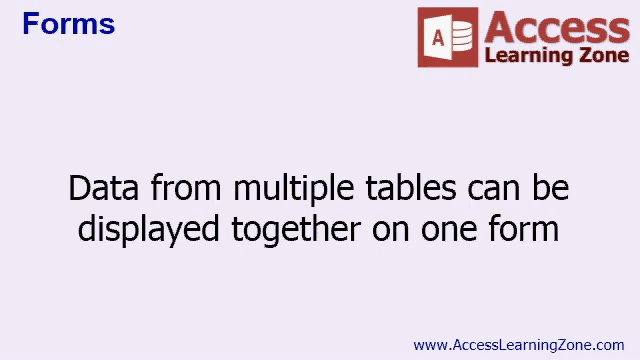 Forms
A
Access
Learning Zone
Data from multiple tables can be
displayed together on one form
www.AccessLearningZone.com